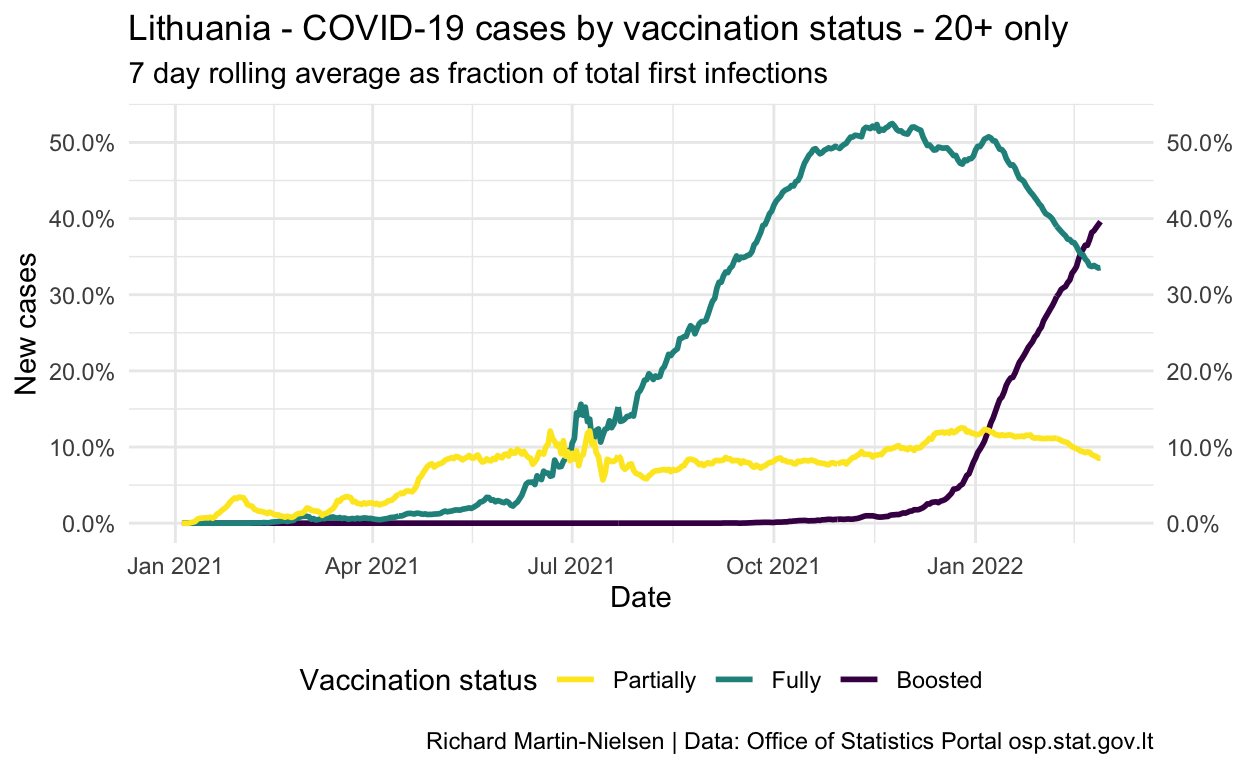 Lithuania - COVID-19 cases by vaccination status - 20+ only
7 day rolling average as fraction of total first infections
50.0% 50.0%
40.0% 40.0%
30.0% 30.0%
20.0% 20.0%
10.0% 10.0%
0.0% 0.0%
New cases
Jan 2021 Apr 2021 Jul 2021 Oct 2021 Jan 2022
Date
Vaccination status Partially Fully Boosted
Richard Martin-Nielsen | Data: Office of Statistics Portal osp.stat.gov.lt